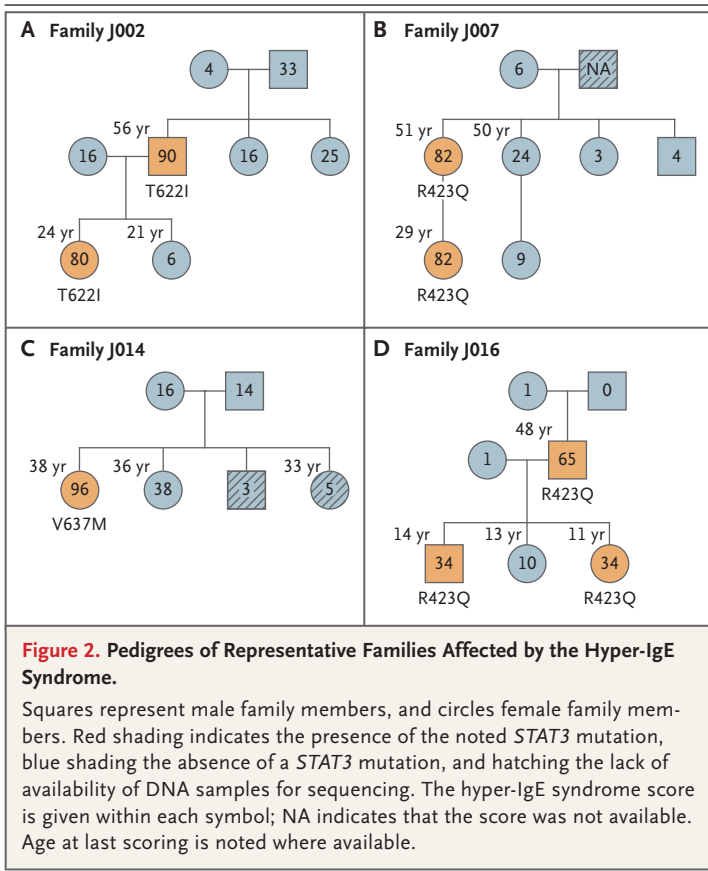 A Family J002
4 33
56 yr
16 90 16 25
T622I
24 yr 21 yr
80 6
T622I
B Family J007
6 NA
51 yr 50 yr
82 24 3 4
R423Q
29 yr
82 9
R423Q
C Family J014
16 14
38 yr 36 yr 33 yr
96 38 3 5
V637M
D Family J016
1 0
48 yr
1 65
R423Q
14 yr 13 yr 11 yr
34 10 34
R423Q R423Q
Figure 2. Pedigrees of Representative Families Affected by the Hyper-IgE
Syndrome.
Squares represent male family members, and circles female family mem-
bers. Red shading indicates the presence of the noted STAT3 mutation,
blue shading the absence of a STAT3 mutation, and hatching the lack of
availability of DNA samples for sequencing. The hyper-IgE syndrome score
is given within each symbol; NA indicates that the score was not available.
Age at last scoring is noted where available.